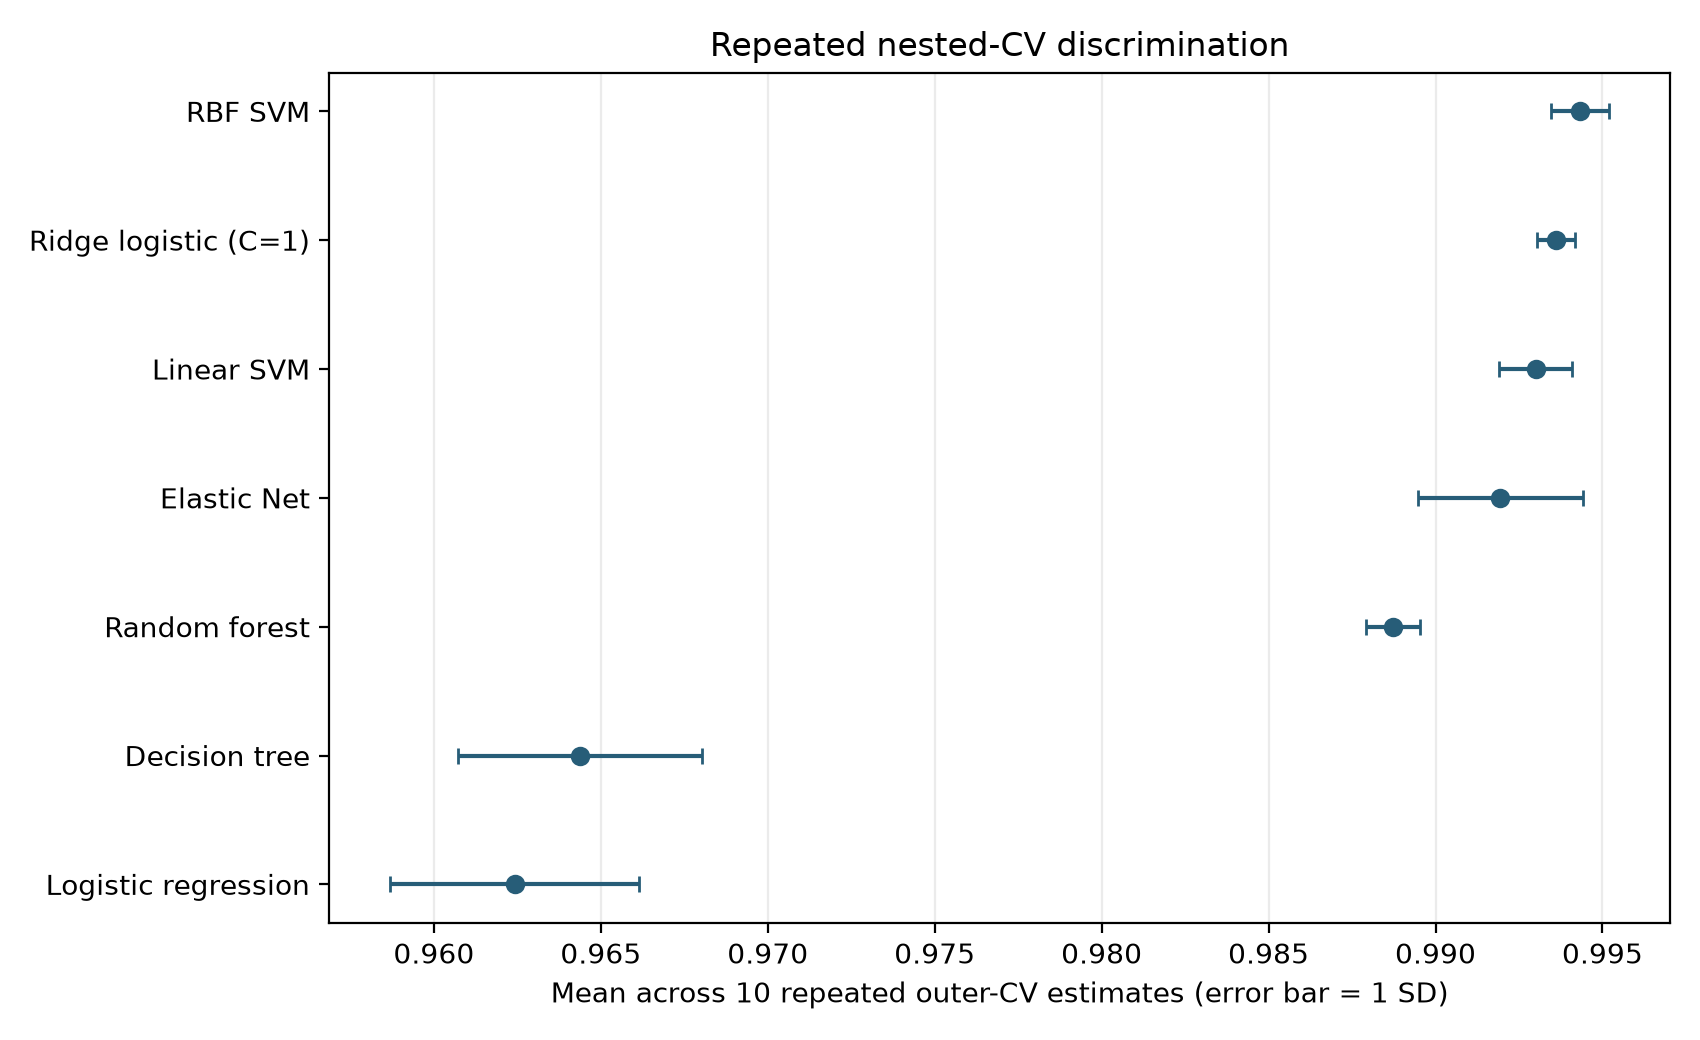 Repeated nested-CV discrimination
RBF SVM
Ridge logistic (C=1)
Linear SVM
Elastic Net
Random forest
Decision tree
Logistic regression
0.960 0.965 0.970 0.975 0.980 0.985 0.990 0.995
Mean across 10 repeated outer-CV estimates (error bar = 1 SD)